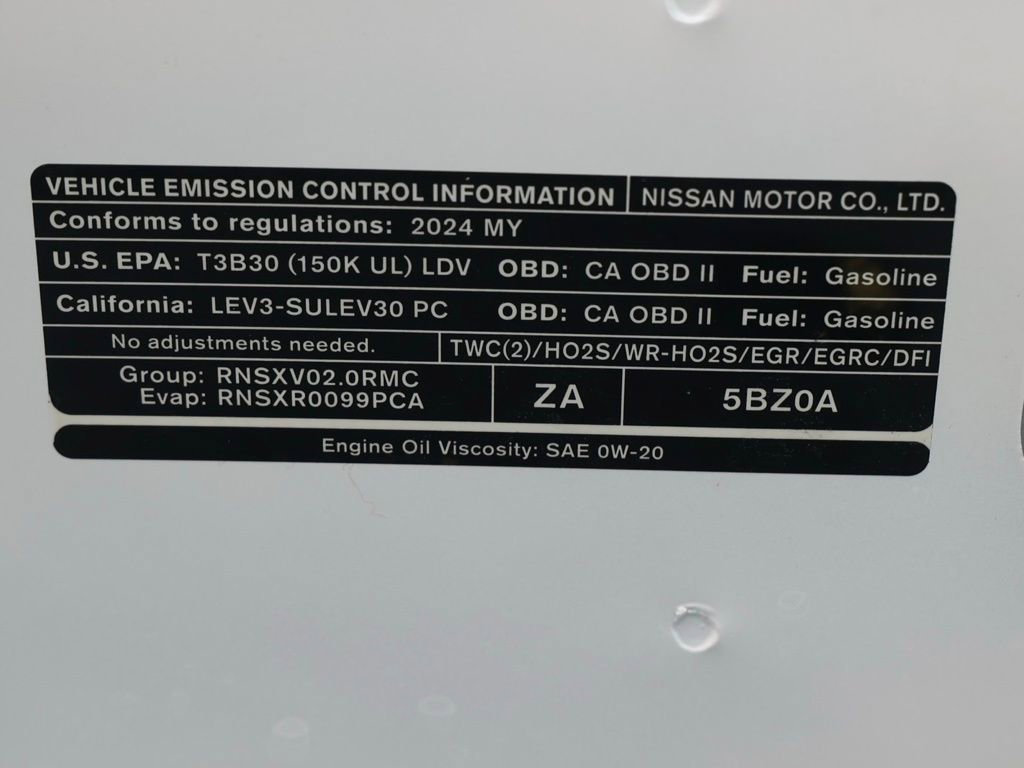 VEHICLE EMISSION CONTROL INFORMATION NISSAN MOTOR CO., LTD.
Conforms to regulations: 2024 MY
U.S. EPA: T3B30 (150K UL) LDV OBD: CA OBD II Fuel: Gasoline
California: LEV3-SULEV30 PC OBD: CA OBD II Fuel: Gasoline
No adjustments needed. TWC(2)/HO2S/WR-HO2S/EGR/EGRC/DFI
Group: RNSXV02.0RMC
Evap: RNSXR0099PCA
ZA
5BZ0A
Engine Oil Viscosity: SAE 0W-20